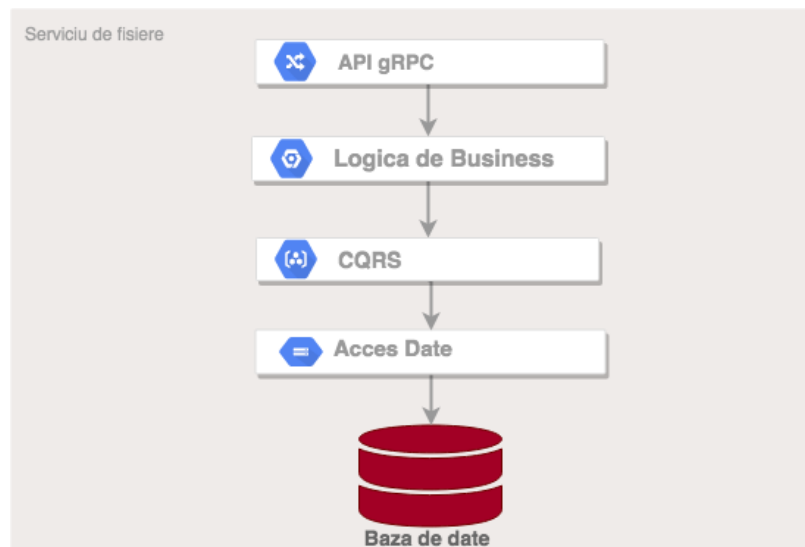 Serviciu de fisiere
API gRPC
Logica de Business
CQRS
Acces Date
Baza de date